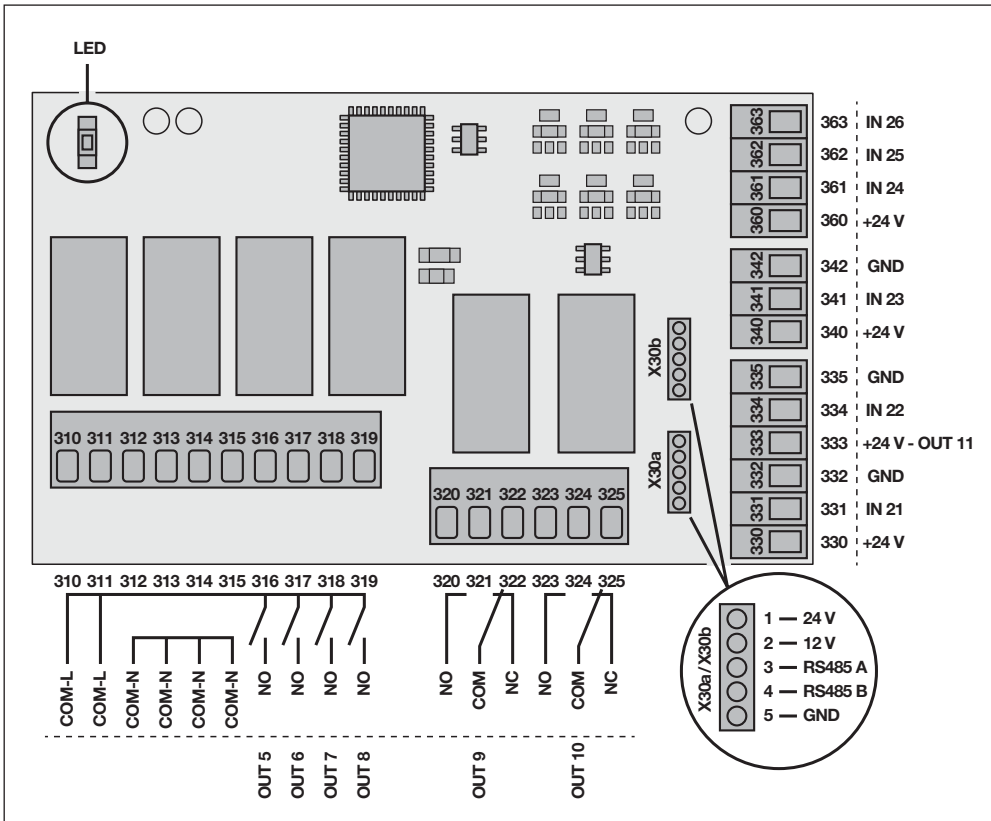 LED
363 363 IN 26
362 362 IN 25
361 361 IN 24
360 360 +24 V
342 342 GND
341 341 IN 23
340 340 +24 V
X30b
335 335 GND
334 334 IN 22
333 333 +24 V - OUT 11
332 332 GND
331 331 IN 21
330 330 +24 V
X30a
310 311 312 313 314 315 316 317 318 319
320 321 322 323 324 325
310 311 312 313 314 315 316 317 318 319 320 321 322 323 324 325
COM-L COM-L COM-N COM-N COM-N COM-N NO NO NO NO NO COM NC NO COM NC
OUT 5 OUT 6 OUT 7 OUT 8 OUT 9 OUT 10
X30a/X30b
1 — 24 V
2 — 12 V
3 — RS485 A
4 — RS485 B
5 — GND